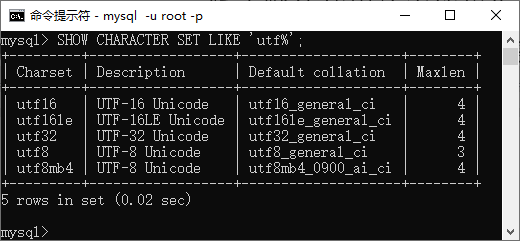 命令提示符 - mysql -u root -p
mysql> SHOW CHARACTER SET LIKE 'utf%';
+---------+------------------+--------------------+--------+
| Charset | Description      | Default collation  | Maxlen |
+---------+------------------+--------------------+--------+
| utf16   | UTF-16 Unicode   | utf16_general_ci   |      4 |
| utf16le | UTF-16LE Unicode | utf16le_general_ci |      4 |
| utf32   | UTF-32 Unicode   | utf32_general_ci   |      4 |
| utf8    | UTF-8 Unicode    | utf8_general_ci    |      3 |
| utf8mb4 | UTF-8 Unicode    | utf8mb4_0900_ai_ci |      4 |
+---------+------------------+--------------------+--------+
5 rows in set (0.02 sec)
mysql>